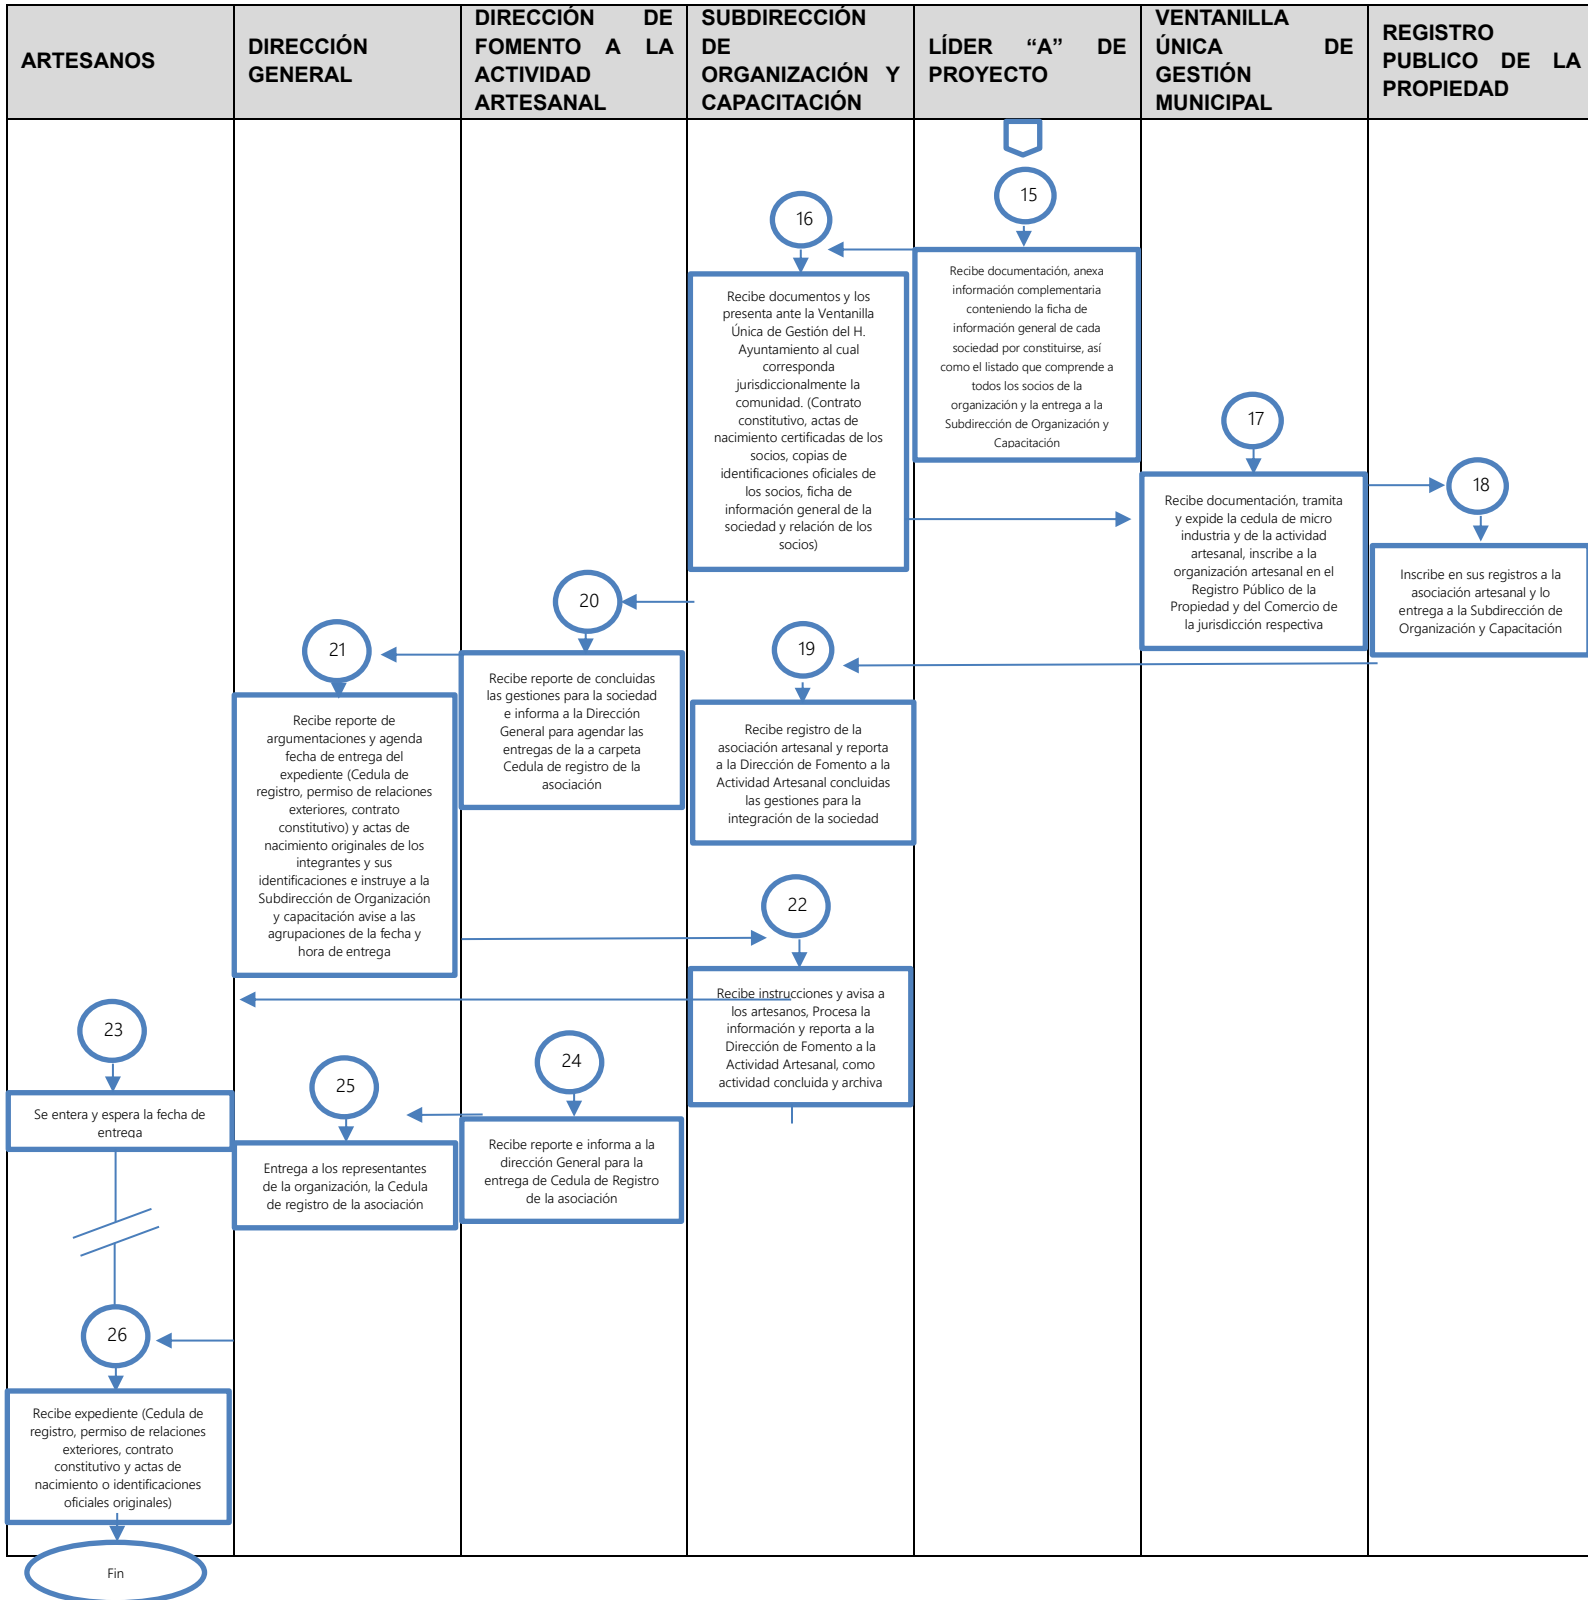 ARTESANOS
DIRECCIÓN
GENERAL
DIRECCIÓN DE
FOMENTO A LA
ACTIVIDAD
ARTESANAL
SUBDIRECCIÓN
DE
ORGANIZACIÓN Y
CAPACITACIÓN
LÍDER “A” DE
PROYECTO
VENTANILLA
ÚNICA DE
GESTIÓN
MUNICIPAL
REGISTRO
PUBLICO DE LA
PROPIEDAD
15
Recibe documentación, anexa
información complementaria
conteniendo la ficha de
información general de cada
sociedad por constituirse, así
como el listado que comprende a
todos los socios de la
organización y la entrega a la
Subdirección de Organización y
Capacitación
16
Recibe documentos y los
presenta ante la Ventanilla
Única de Gestión del H.
Ayuntamiento al cual
corresponda
jurisdiccionalmente la
comunidad. (Contrato
constitutivo, actas de
nacimiento certificadas de los
socios, copias de
identificaciones oficiales de
los socios, ficha de
información general de la
sociedad y relación de los
socios)
17
Recibe documentación, tramita
y expide la cedula de micro
industria y de la actividad
artesanal, inscribe a la
organización artesanal en el
Registro Público de la
Propiedad y del Comercio de
la jurisdicción respectiva
18
Inscribe en sus registros a la
asociación artesanal y lo
entrega a la Subdirección de
Organización y Capacitación
19
Recibe registro de la
asociación artesanal y reporta
a la Dirección de Fomento a la
Actividad Artesanal concluidas
las gestiones para la
integración de la sociedad
20
Recibe reporte de concluidas
las gestiones para la sociedad
e informa a la Dirección
General para agendar las
entregas de la a carpeta
Cedula de registro de la
asociación
21
Recibe reporte de
argumentaciones y agenda
fecha de entrega del
expediente (Cedula de
registro, permiso de relaciones
exteriores, contrato
constitutivo) y actas de
nacimiento originales de los
integrantes y sus
identificaciones e instruye a la
Subdirección de Organización
y capacitación avise a las
agrupaciones de la fecha y
hora de entrega
22
Recibe instrucciones y avisa a
los artesanos, Procesa la
información y reporta a la
Dirección de Fomento a la
Actividad Artesanal, como
actividad concluida y archiva
23
Se entera y espera la fecha de
entrega
24
Recibe reporte e informa a la
dirección General para la
entrega de Cedula de Registro
de la asociación
25
Entrega a los representantes
de la organización, la Cedula
de registro de la asociación
26
Recibe expediente (Cedula de
registro, permiso de relaciones
exteriores, contrato
constitutivo y actas de
nacimiento o identificaciones
oficiales originales)
Fin